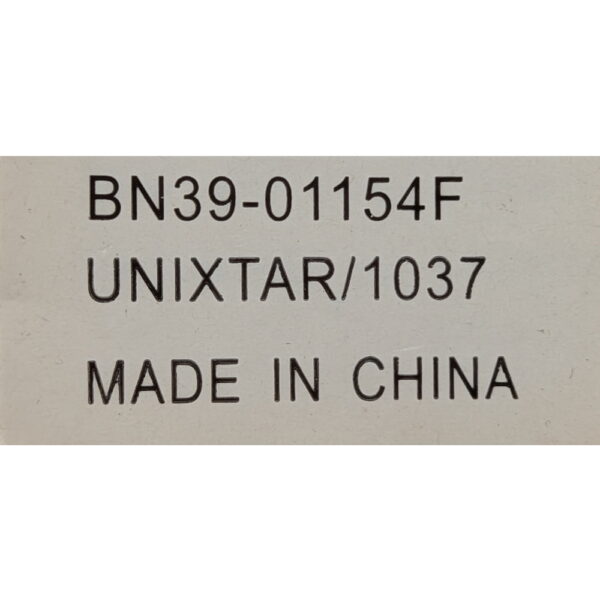 BN39-01154F
UNIXTAR/1037
MADE IN CHINA